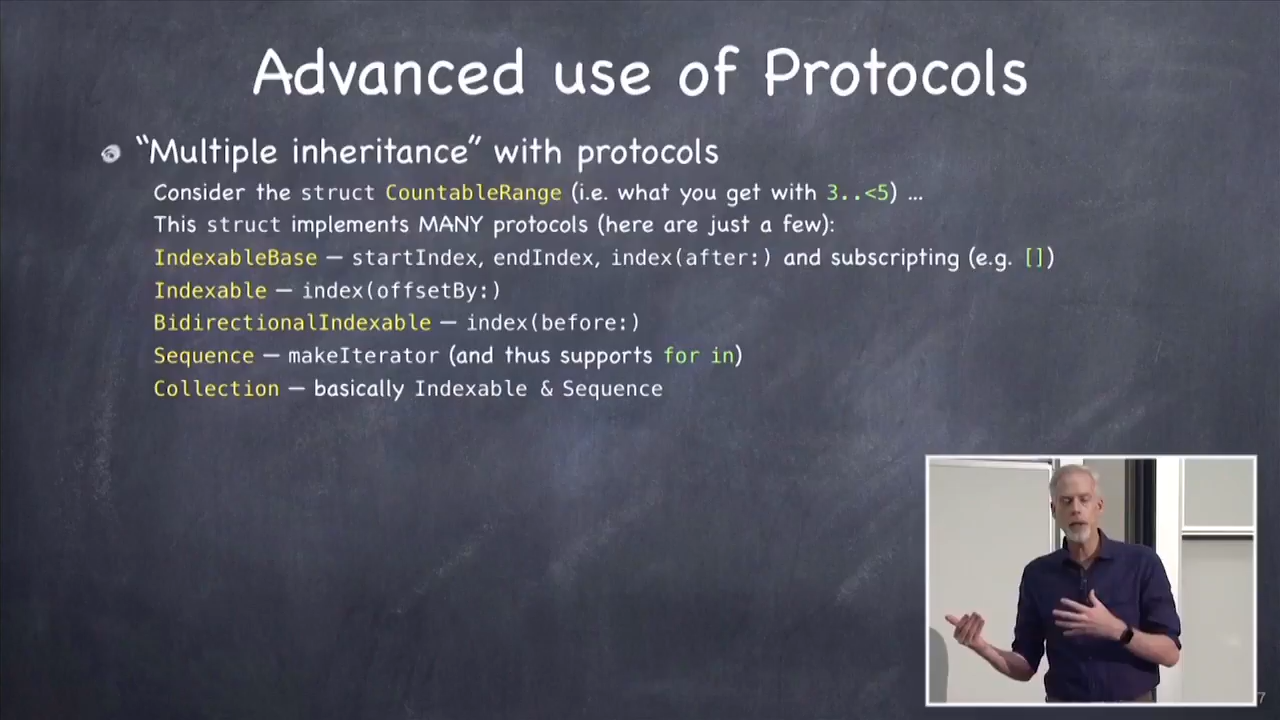 Advanced use of Protocols
“Multiple inheritance” with protocols
Consider the struct CountableRange (i.e. what you get with 3..<5) ...
This struct implements MANY protocols (here are just a few):
IndexableBase — startIndex, endIndex, index(after:) and subscripting (e.g. [])
Indexable — index(offsetBy:)
BidirectionalIndexable — index(before:)
Sequence — makeIterator (and thus supports for in)
Collection — basically Indexable & Sequence
7